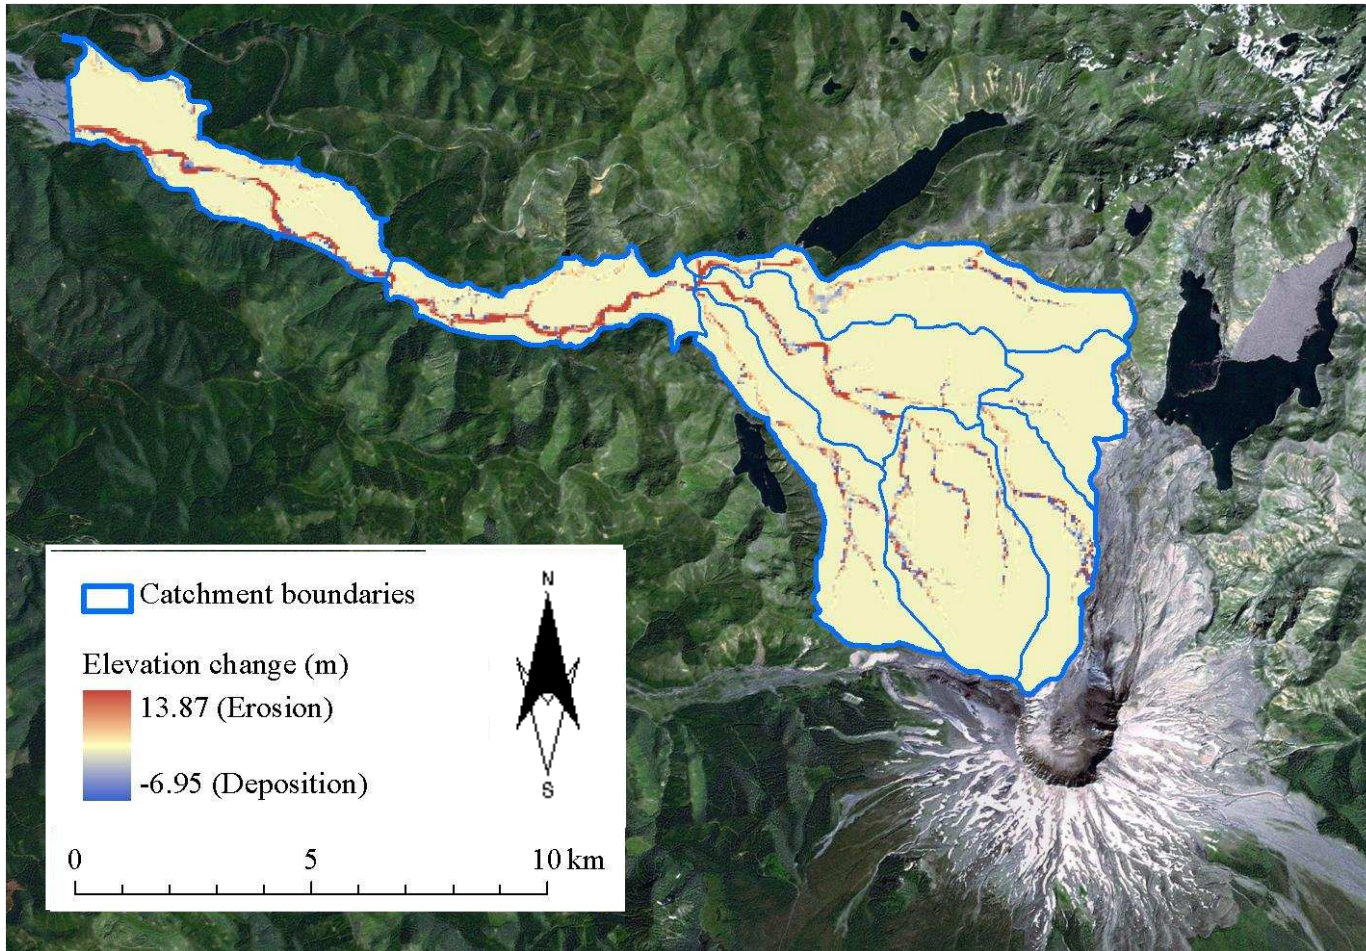 N
Catchment boundaries
Elevation change (m)
13.87 (Erosion)
-6.95 (Deposition)
S
0 5 10 km